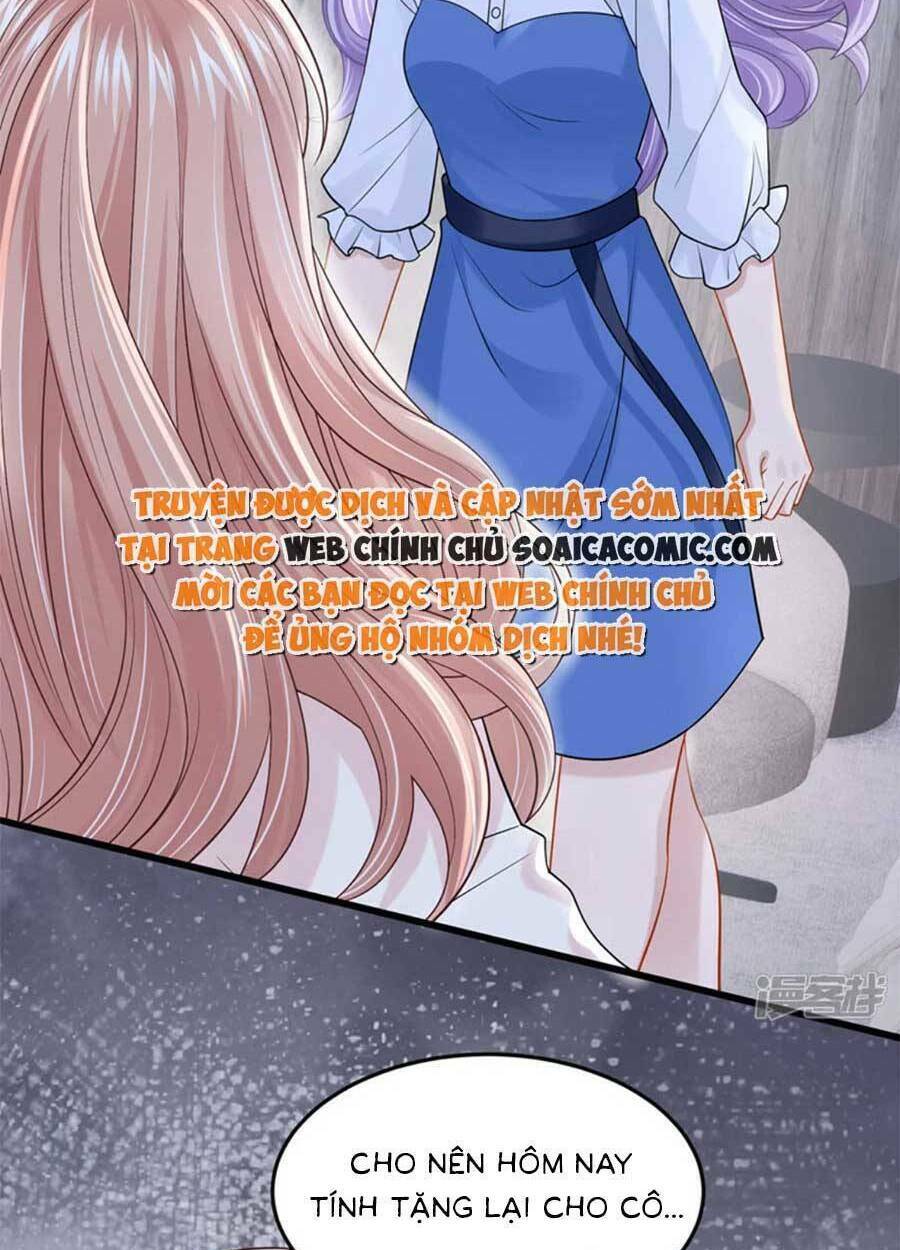 TRUYỆN ĐƯỢC DỊCH VÀ CẬP NHẬT SỚM NHẤT
TẠI TRANG WEB CHÍNH CHỦ SOAICACOMIC.COM
MỜI CÁC BẠN ĐỌC TẠI WEB CHÍNH CHỦ
ĐỂ ỦNG HỘ NHÓM DỊCH NHÉ!
漫客栈
CHO NÊN HÔM NAY
TÍNH TẶNG LẠI CHO CÔ...